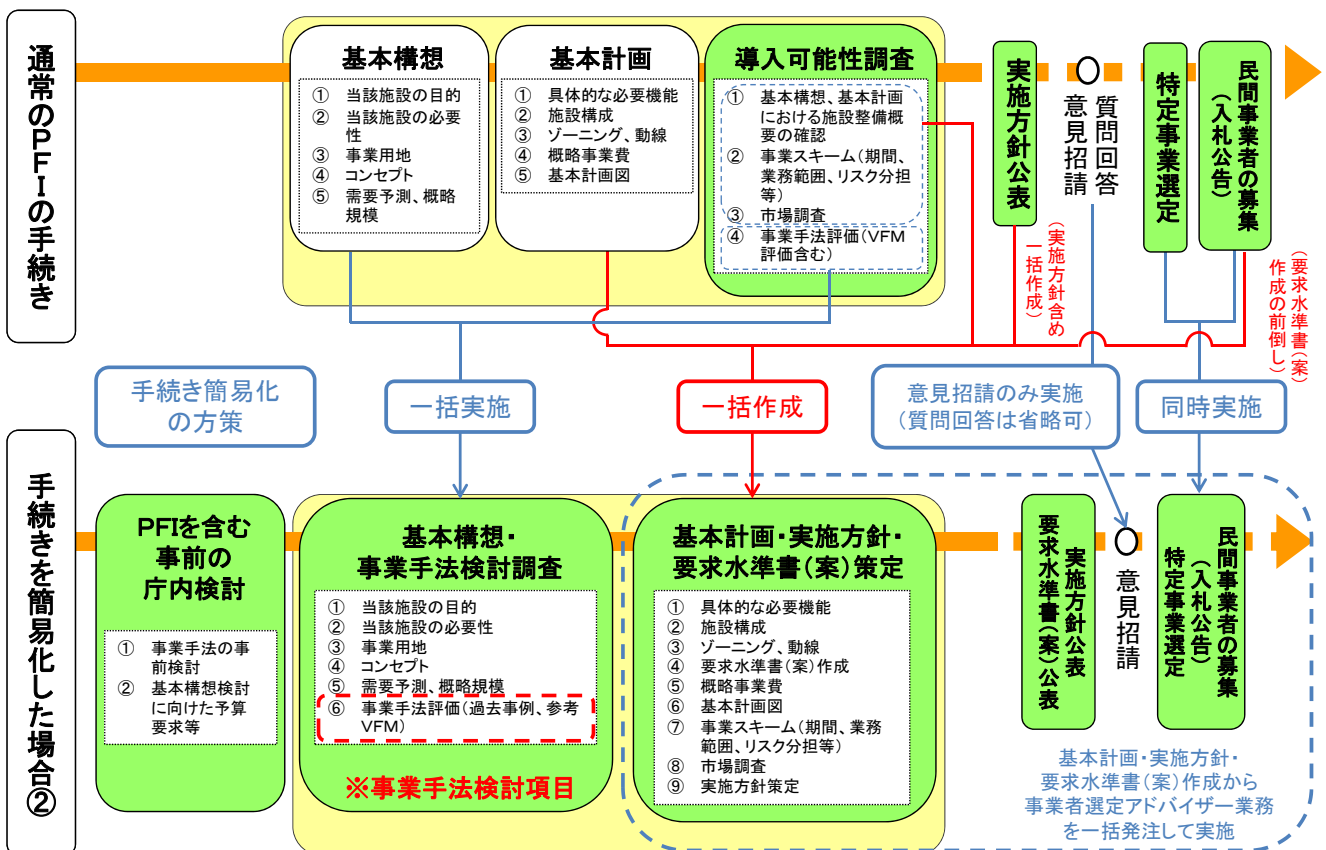 通常のPFIの手続き
基本構想
① 当該施設の目的
② 当該施設の必要
性
③ 事業用地
④ コンセプト
⑤ 需要予測、概略
規模
基本計画
① 具体的な必要機能
② 施設構成
③ ゾーニング、動線
④ 概略事業費
⑤ 基本計画図
導入可能性調査
① 基本構想、基本計画
における施設整備概
要の確認
② 事業スキーム(期間、
業務範囲、リスク分担
等)
③ 市場調査
④ 事業手法評価(VFM
評価含む)
実施方針公表
(実施方針含め
一括作成)
質問回答
意見招請
特定事業選定
民間事業者の募集
(入札公告)
(要求水準書(案)
作成の前倒し)
手続き簡易化
の方策
一括実施
一括作成
意見招請のみ実施
(質問回答は省略可)
同時実施
手続きを簡易化した場合②
PFIを含む
事前の
庁内検討
① 事業手法の事
前検討
② 基本構想検討
に向けた予算
要求等
基本構想・
事業手法検討調査
① 当該施設の目的
② 当該施設の必要性
③ 事業用地
④ コンセプト
⑤ 需要予測、概略規模
⑥ 事業手法評価(過去事例、参考
VFM)
※事業手法検討項目
基本計画・実施方針・
要求水準書(案)策定
① 具体的な必要機能
② 施設構成
③ ゾーニング、動線
④ 要求水準書(案)作成
⑤ 概略事業費
⑥ 基本計画図
⑦ 事業スキーム(期間、業務
範囲、リスク分担等)
⑧ 市場調査
⑨ 実施方針策定
実施方針公表
要求水準書(案)公表
意見招請
民間事業者の募集
(入札公告)
特定事業選定
基本計画・実施方針・
要求水準書(案)作成から
事業者選定アドバイザー業務
を一括発注して実施